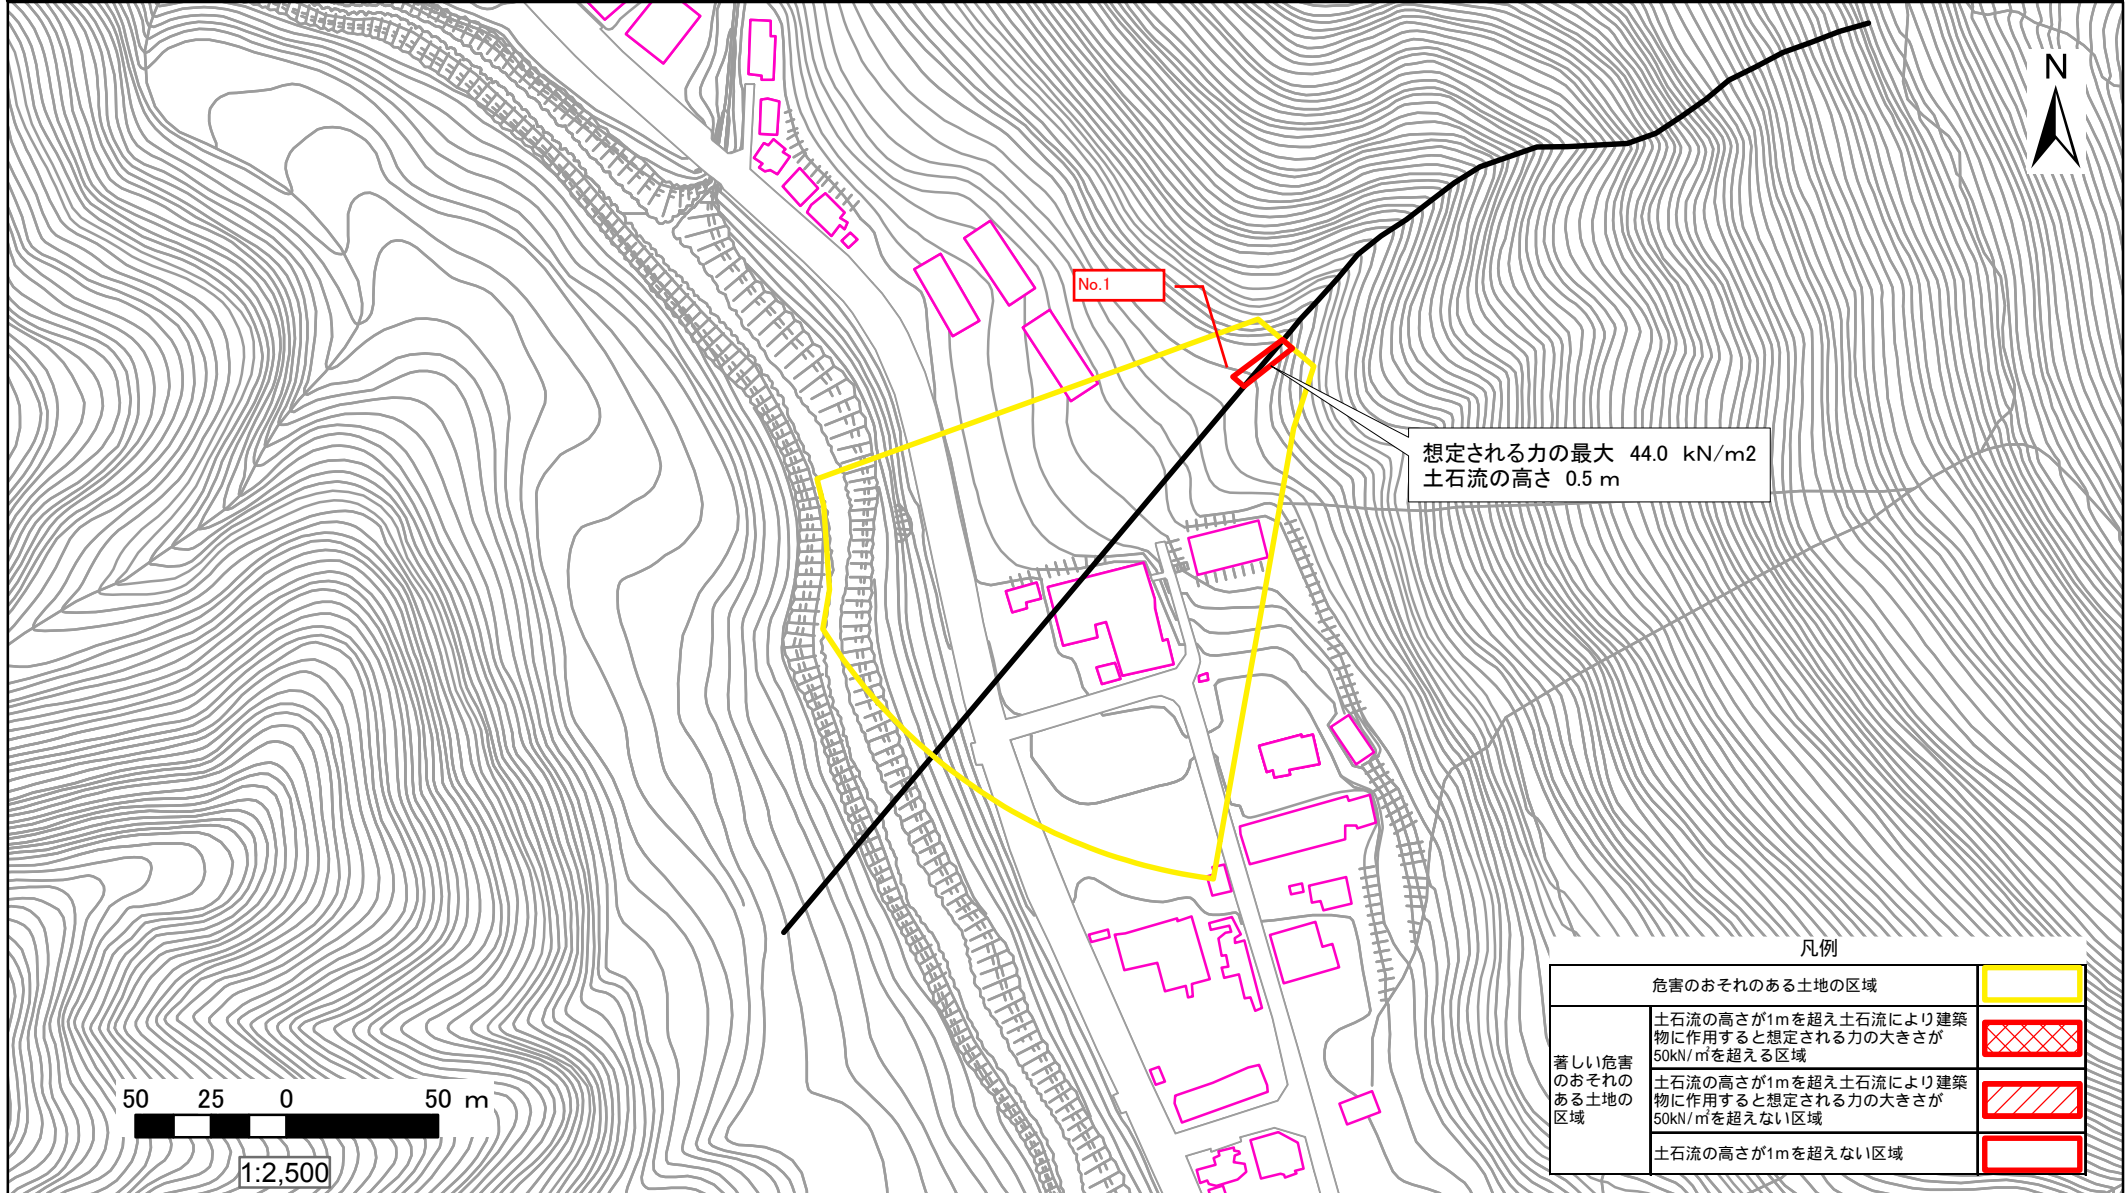 N
No.1
想定される力の最大 44.0 kN/m2
土石流の高さ 0.5 m
凡例
危害のおそれのある土地の区域
著しい危害
のおそれの
ある土地の
区域
土石流の高さが1mを超え土石流により建築
物に作用すると想定される力の大きさが
50kN/㎡を超える区域
土石流の高さが1mを超え土石流により建築
物に作用すると想定される力の大きさが
50kN/㎡を超えない区域
土石流の高さが1mを超えない区域
50 25 0 50 m
1:2,500